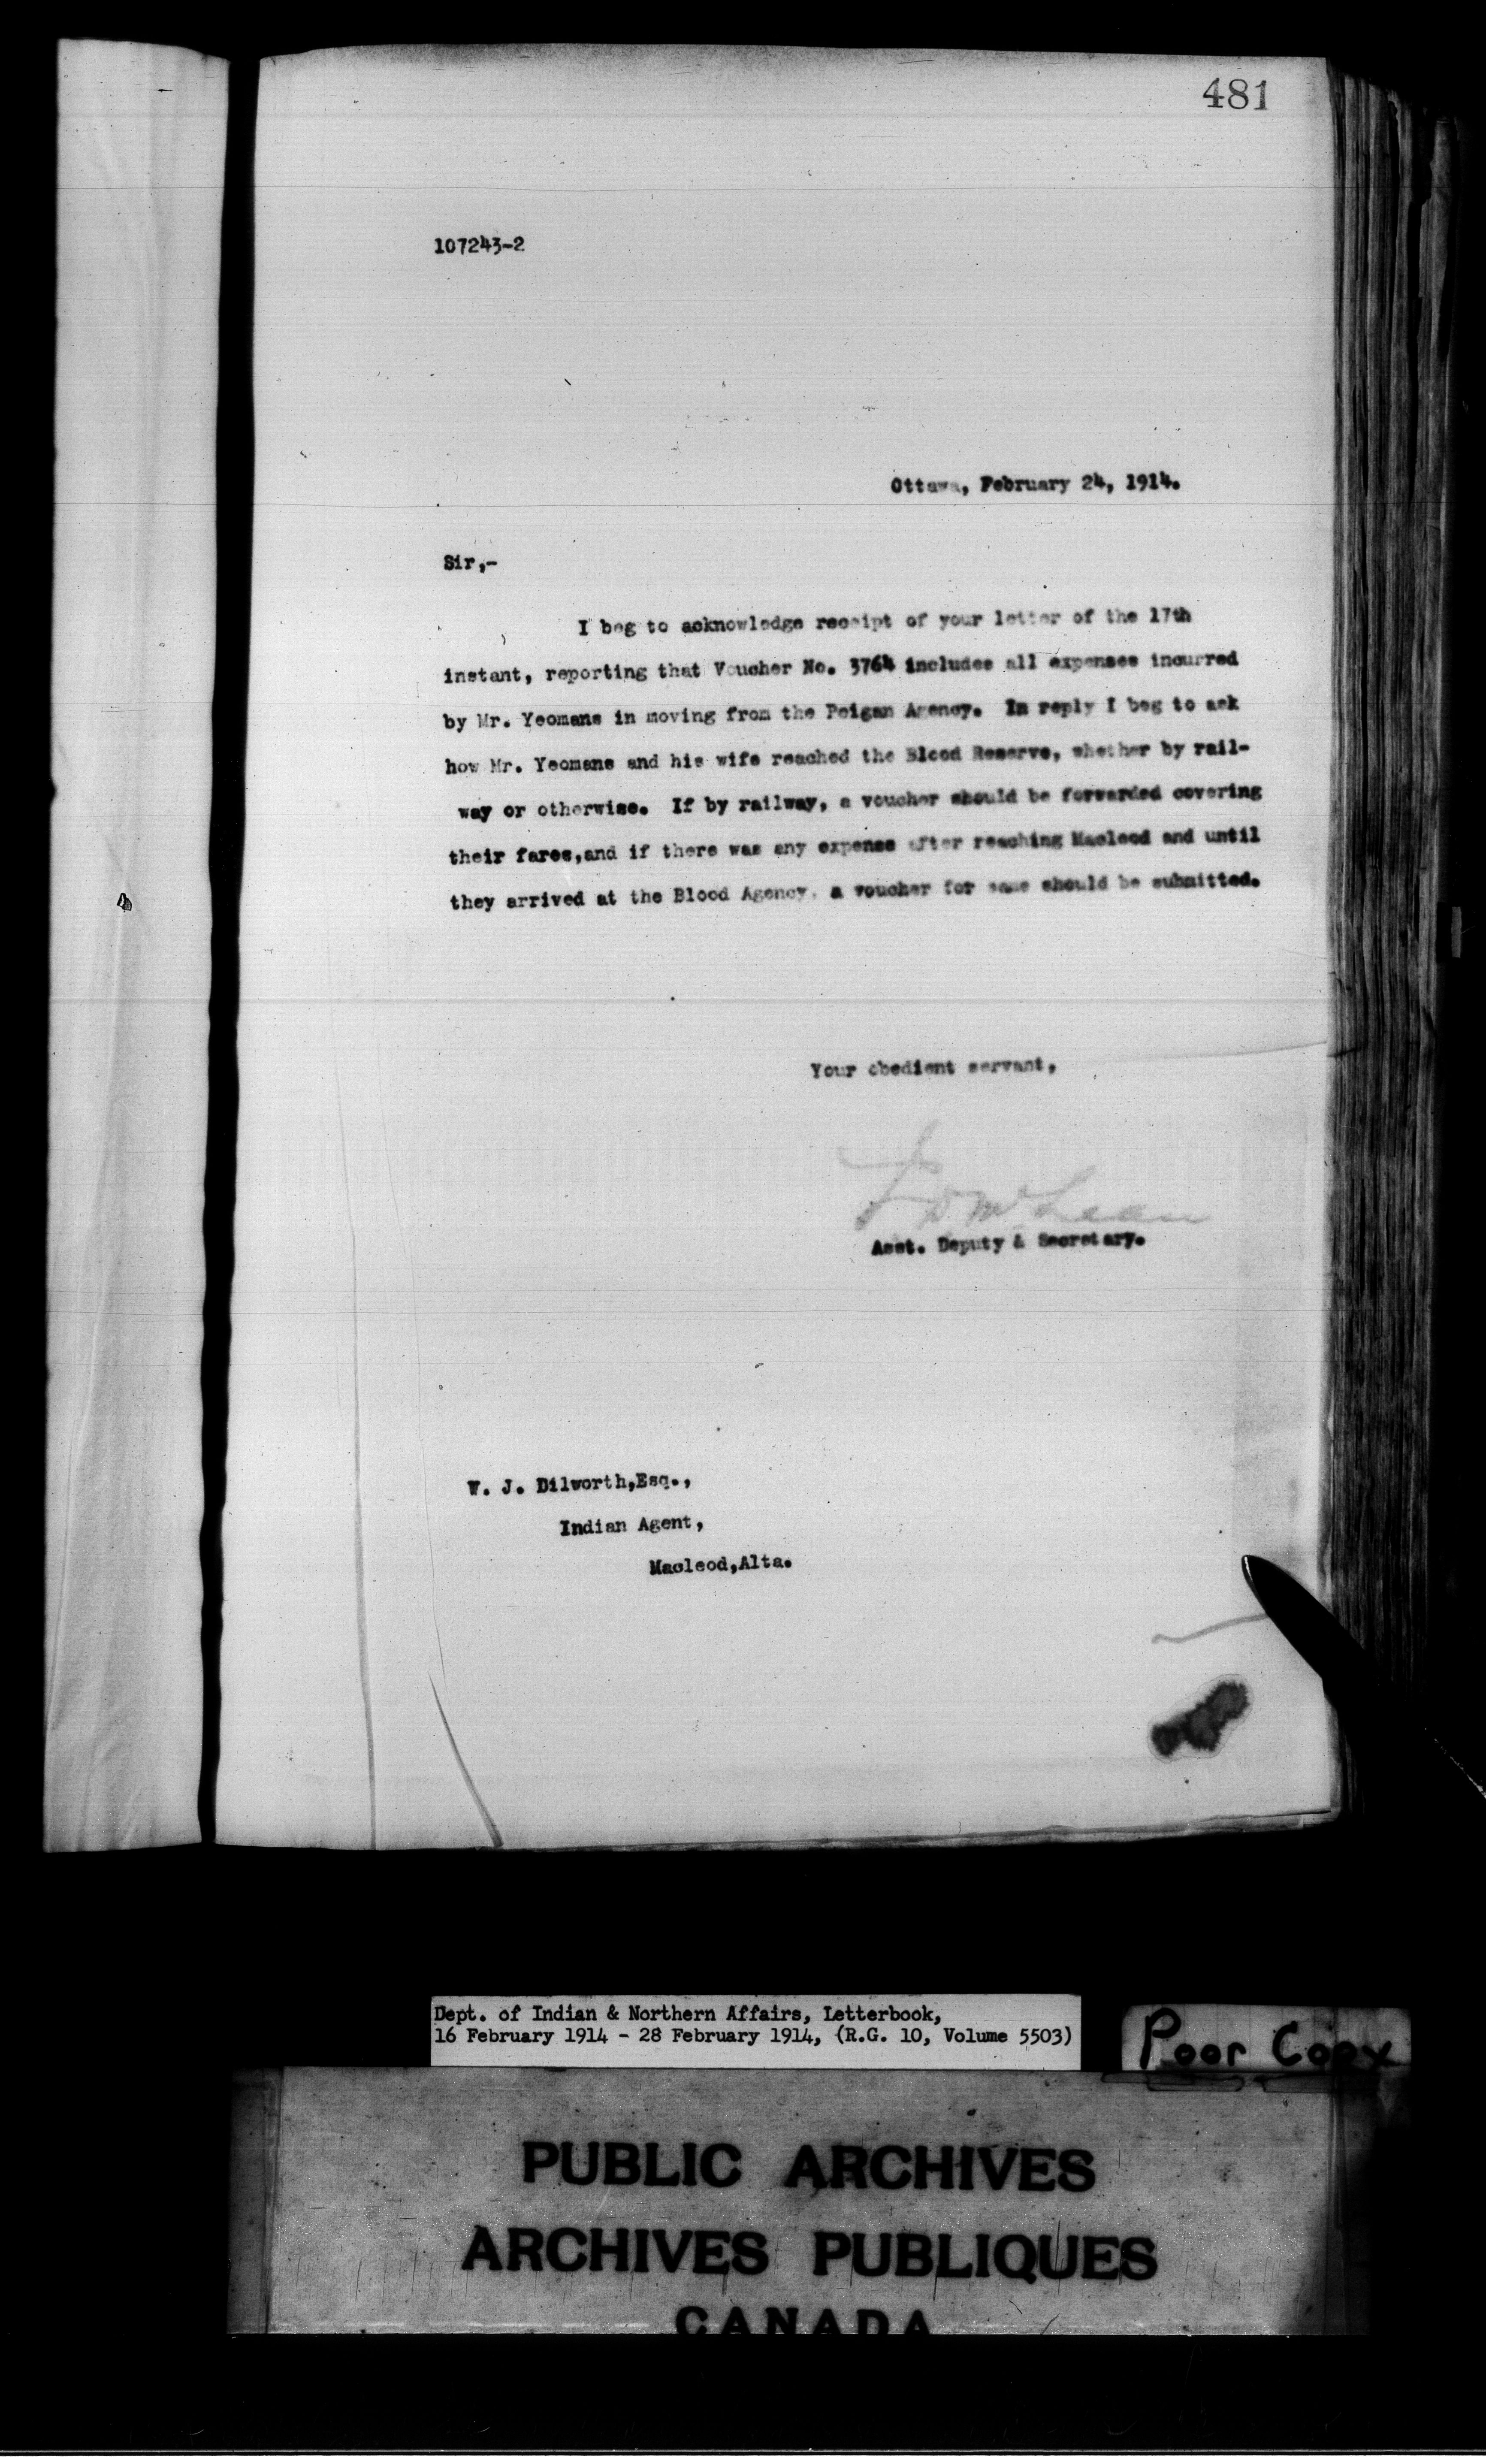 481
107243-2
Ottawa, February 24, 1914.
Sir,-
I beg to acknowledge receipt of your letter of the 17th
instant, reporting that Voucher No. 3764 includes all expenses incurred
by Mr. Yeomans in moving from the Peigan Agency. In reply I beg to ask
how Mr. Yeomans and his wife reached the Blood Reserve, whether by rail-
way or otherwise. If by railway, a voucher should be forwarded covering
their fares,and if there was any expense after reaching Macleod and until
they arrived at the Blood Agency, a voucher for same should be submitted.
Your obedient servant,
J D McLean
Asst. Deputy & Secretary.
W. J. Dilworth,Esq.,
Indian Agent,
Macleod,Alta.
Dept. of Indian & Northern Affairs, Letterbook,
16 February 1914 - 28 February 1914, (R.G. 10, Volume 5503)
Poor Copy
PUBLIC ARCHIVES
ARCHIVES PUBLIQUES
CANADA